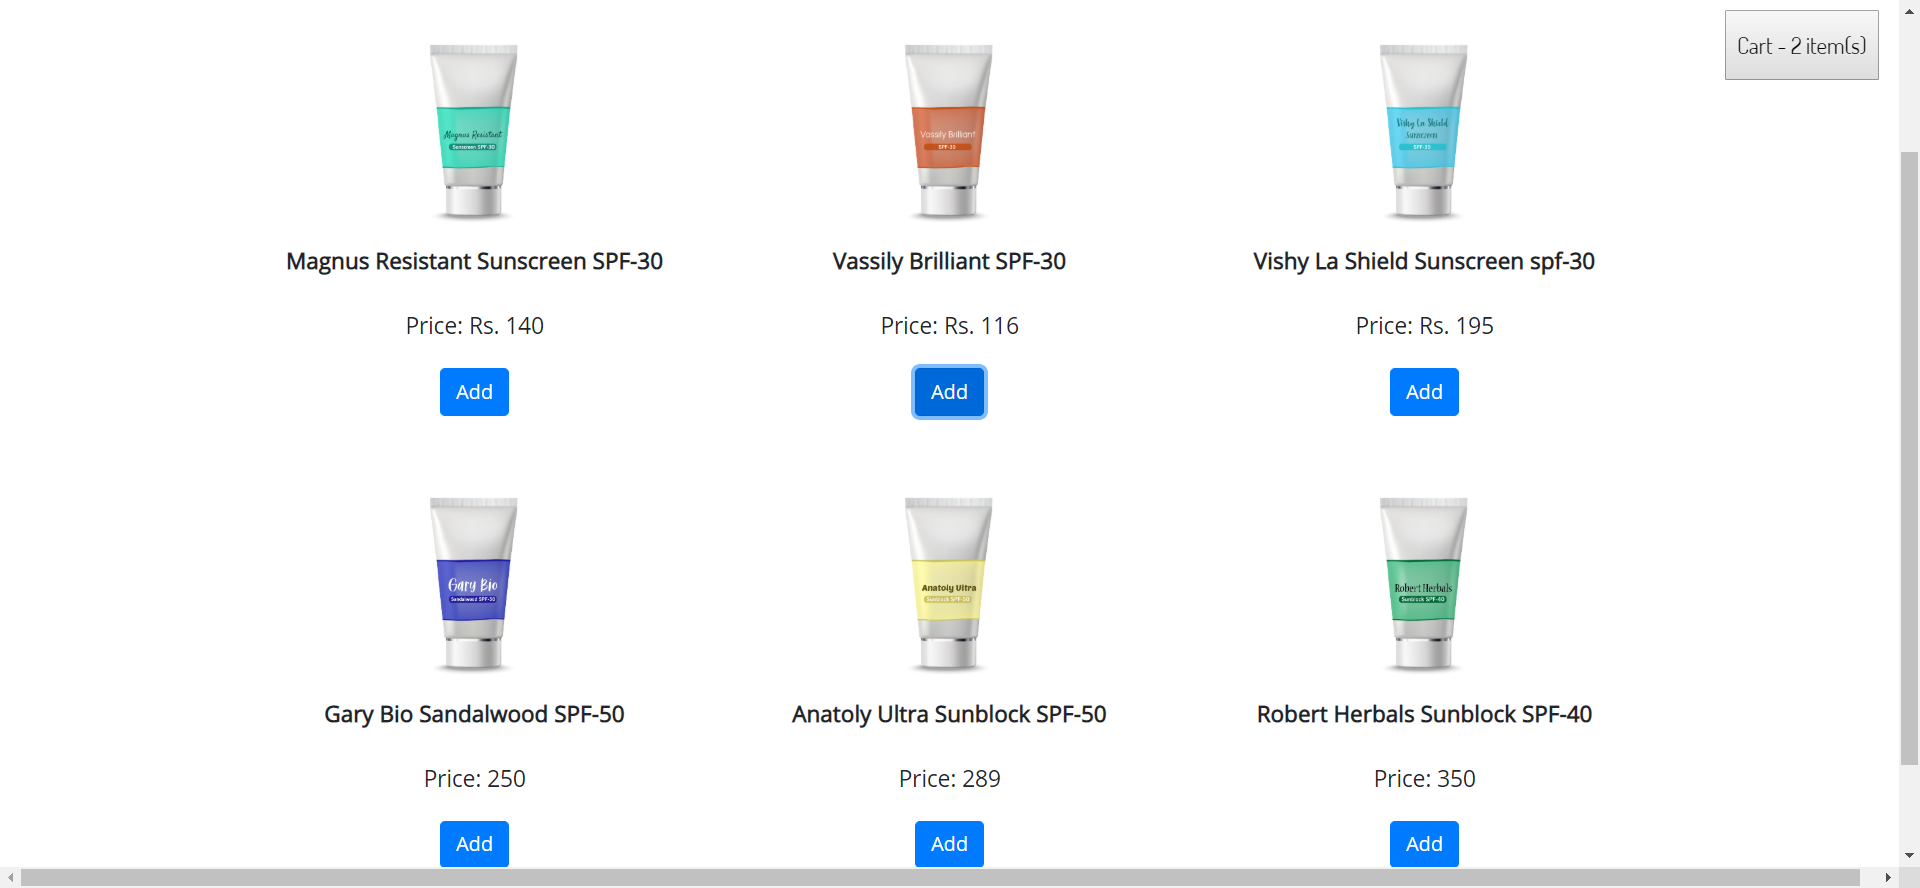 Cart - 2 item(s)
Magnus Resistant
Sunscreen SPF-30
Vassily Brilliant
SPF-30
Vishy La Shield
Sunscreen
Magnus Resistant Sunscreen SPF-30
Vassily Brilliant SPF-30
Vishy La Shield Sunscreen spf-30
Price: Rs. 140
Price: Rs. 116
Price: Rs. 195
Add
Add
Add
Gary Bio
Sandalwood SPF-50
Anatoly Ultra
Sunblock SPF-50
Robert Herbals
Sunblock SPF-40
Gary Bio Sandalwood SPF-50
Anatoly Ultra Sunblock SPF-50
Robert Herbals Sunblock SPF-40
Price: 250
Price: 289
Price: 350
Add
Add
Add